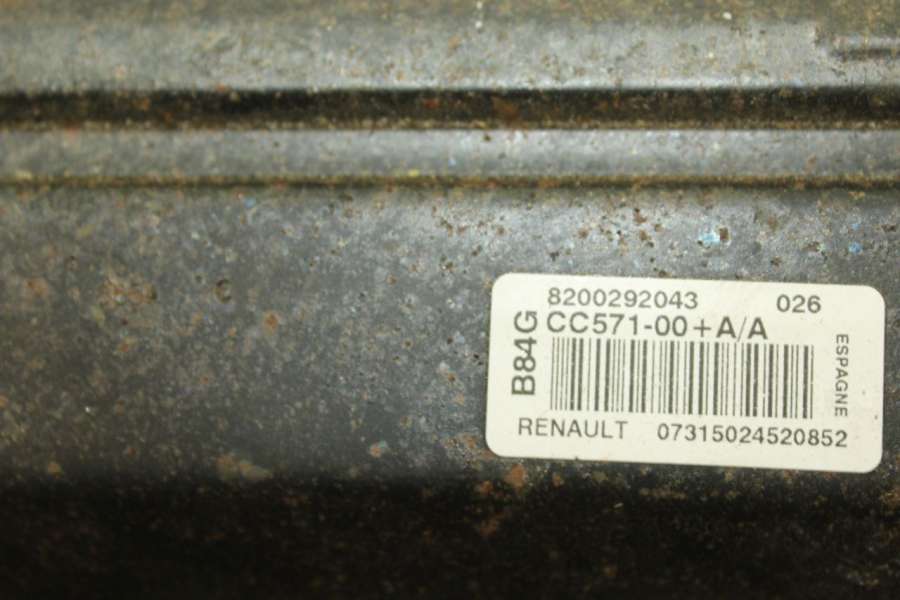 8200292043 026
CC571-00+A/A
B84G
ESPAGNE
RENAULT 07315024520852